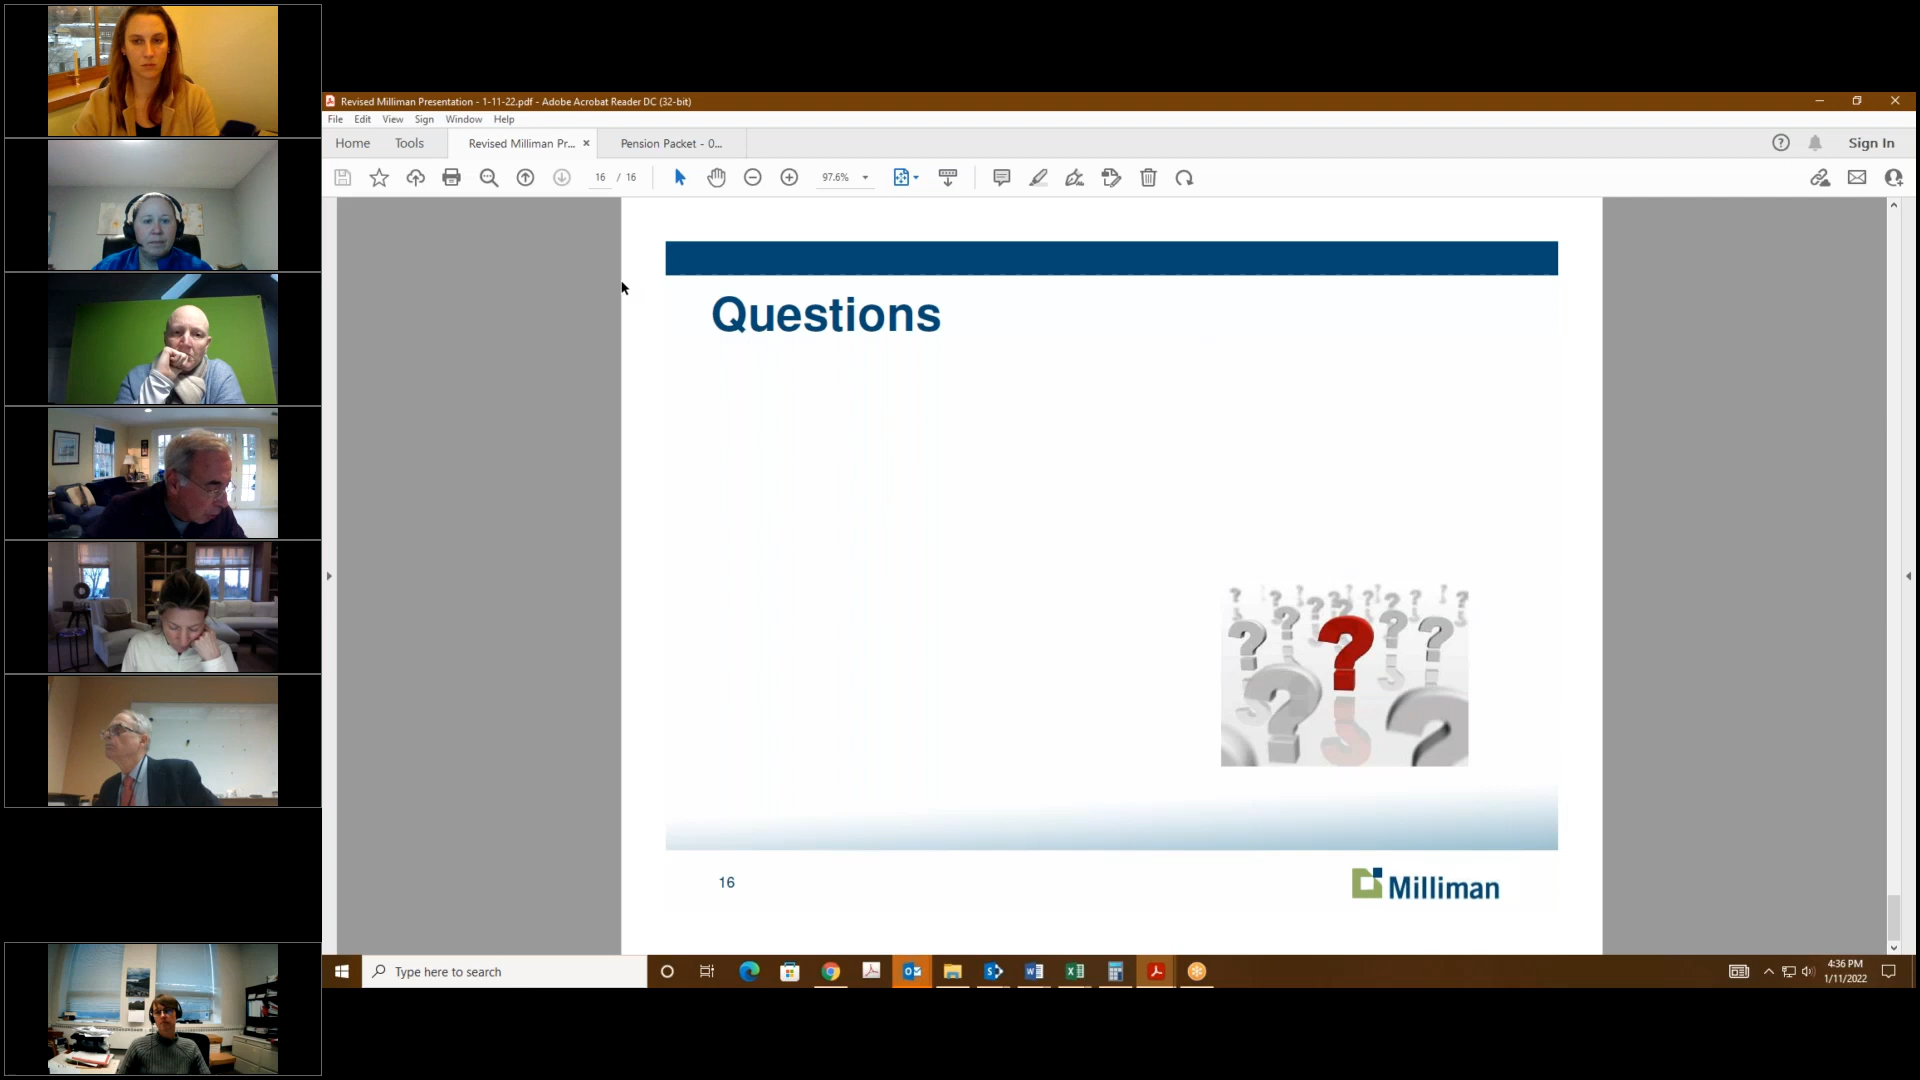 Revised Milliman Presentation - 1-11-22.pdf - Adobe Acrobat Reader DC (32-bit)
File Edit View Sign Window Help
Home Tools Revised Milliman Pr... × Pension Packet - 0... Sign In
16 / 16 97.6%
Questions
16
Milliman
Type here to search
4:36 PM
1/11/2022